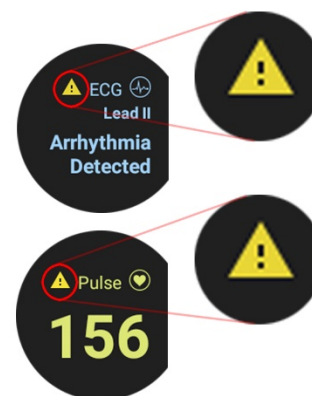 ECG
Lead II
Arrhythmia
Detected
Pulse
156